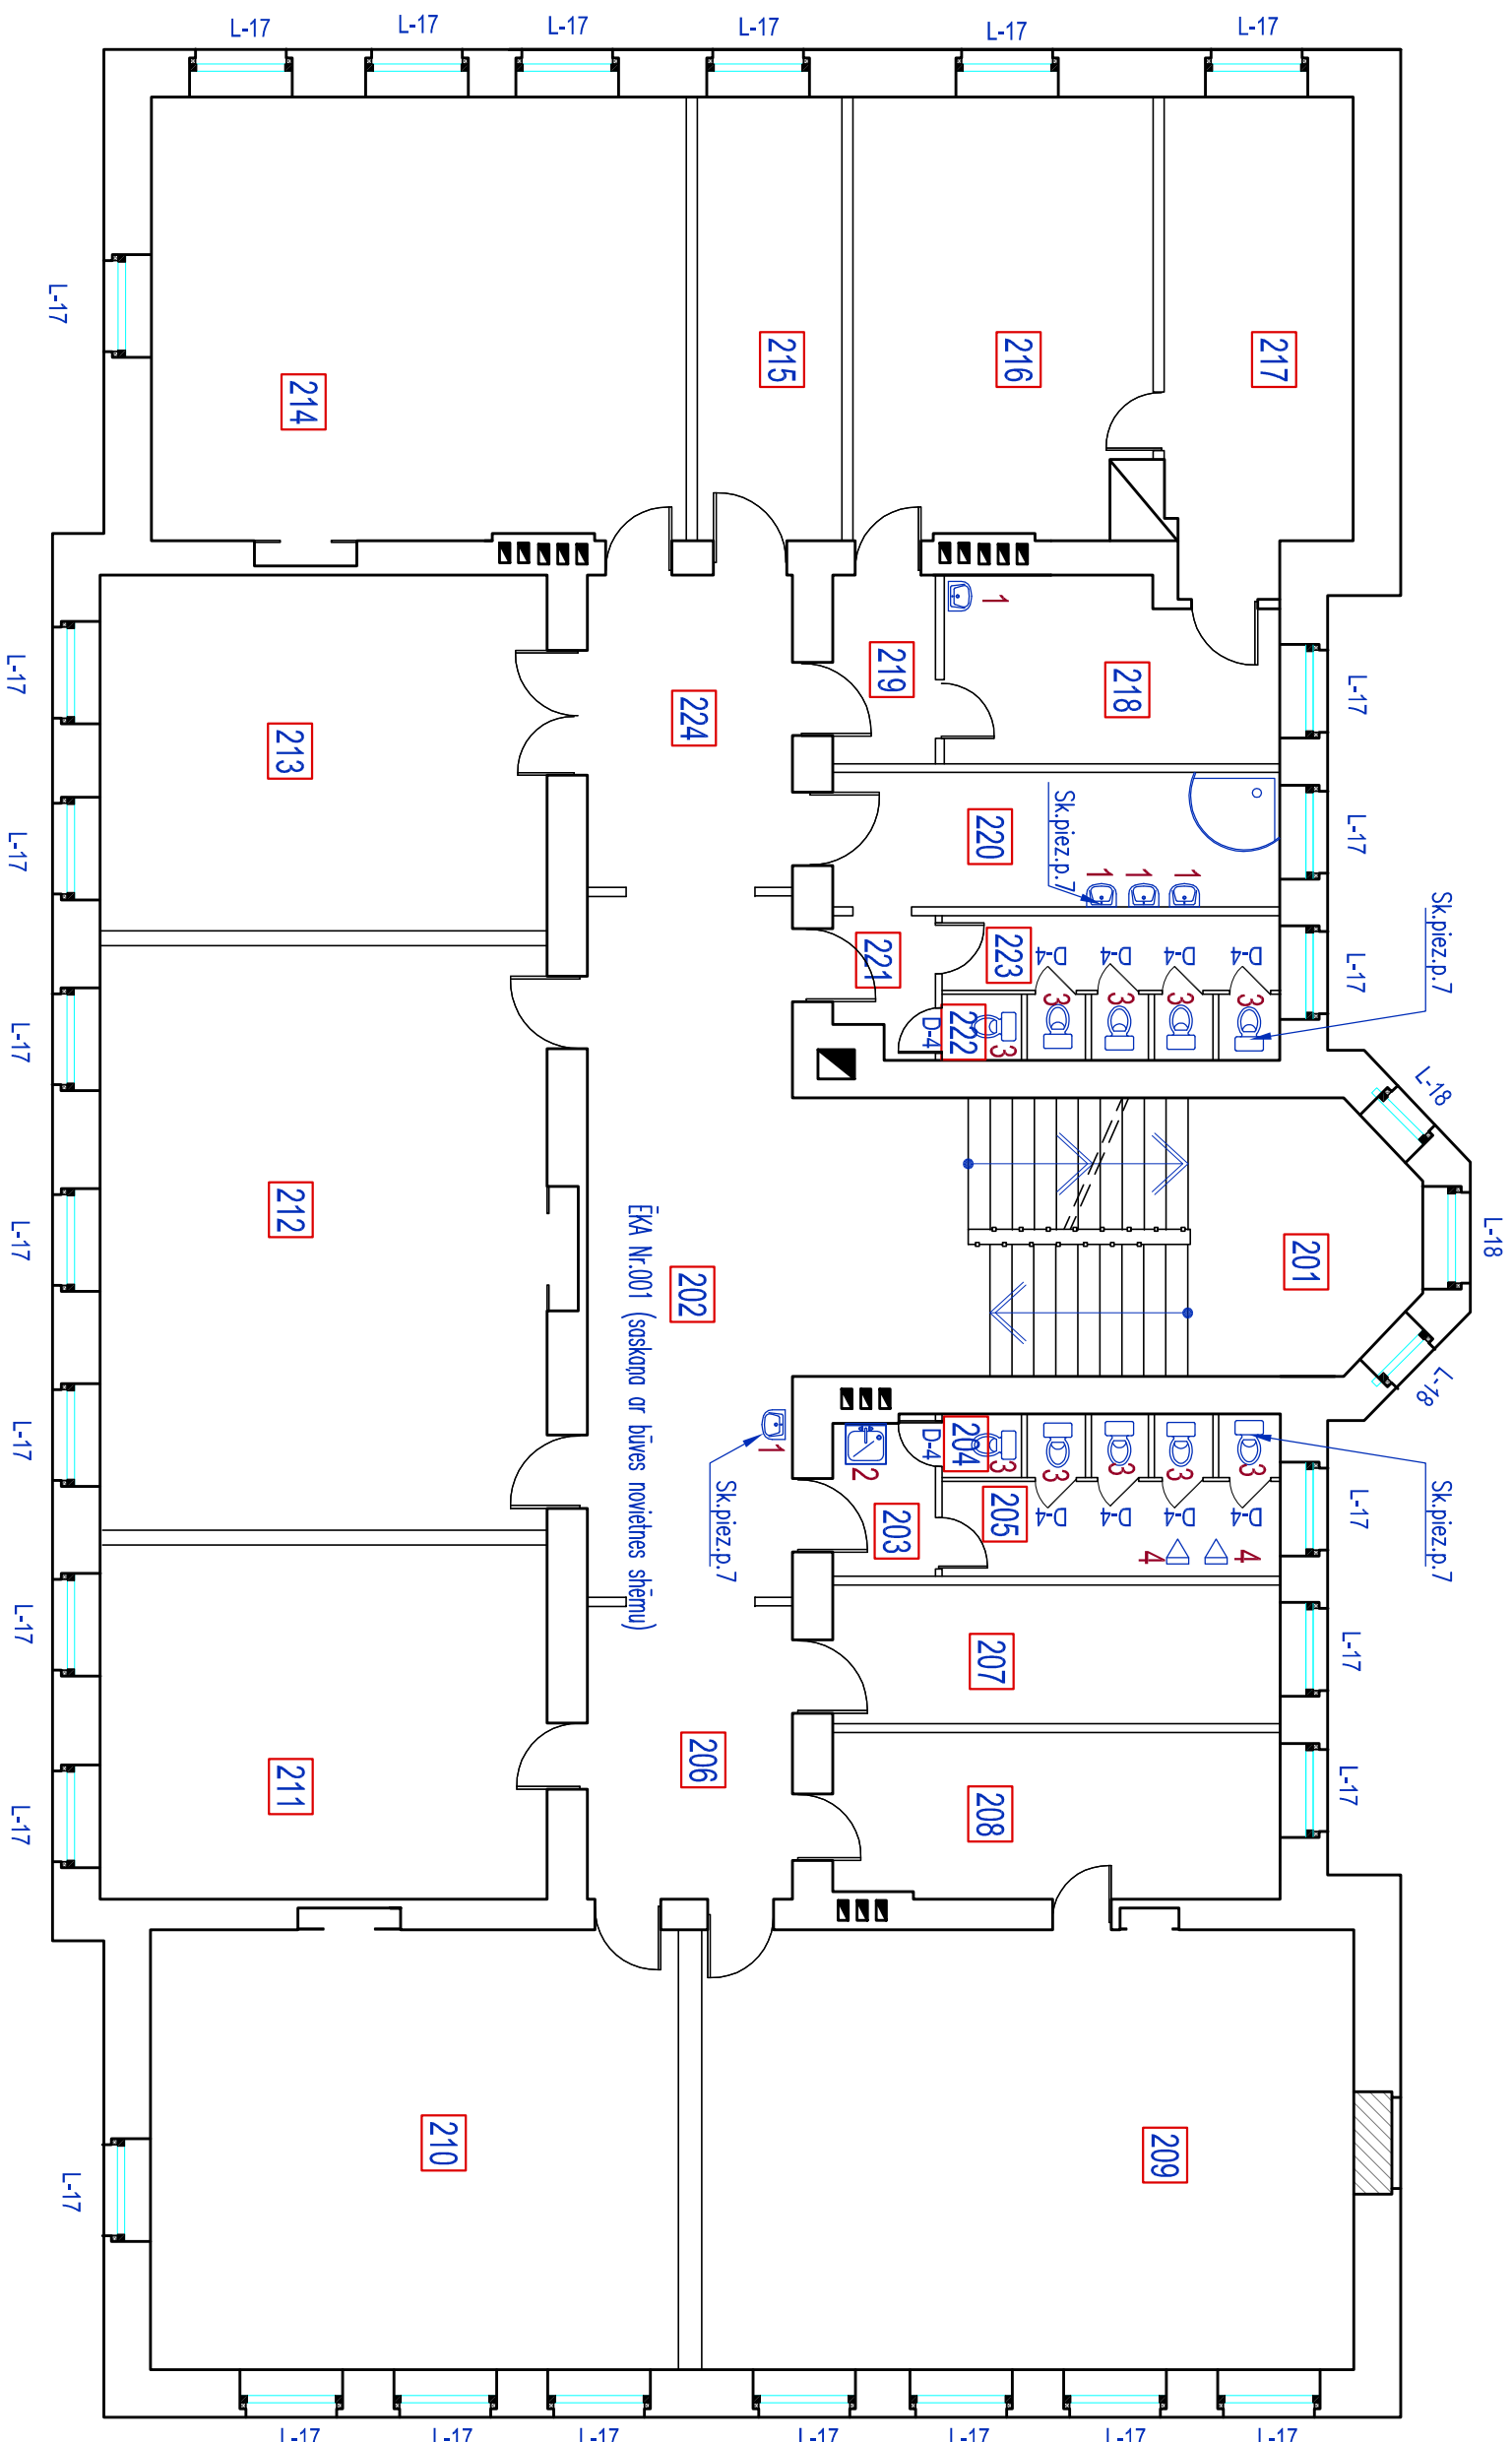 L-17
L-17
L-17
L-17
L-17
L-17
L-17
214
215
216
217
1
219
218
L-17
224
213
L-17
L-17
220
Sk.piez.p.7
1
1
1
L-17
L-17
221
223
D-4
D-4
D-4
D-4
L-17
Sk.piez.p.7
3
3
3
3
D-4
222
3
L-17
L-18
212
L-17
201
L-18
202
ĒKA Nr.001 (saskaņa ar būves novietnes shēmu)
L-18
L-17
1
Sk.piez.p.7
2
D-4
204
3
3
3
3
3
L-17
Sk.piez.p.7
203
205
D-4
D-4
D-4
D-4
4
4
L-17
207
L-17
206
211
208
L-17
L-17
210
209
L-17
L-17
L-17
L-17
L-17
L-17
L-17
L-17